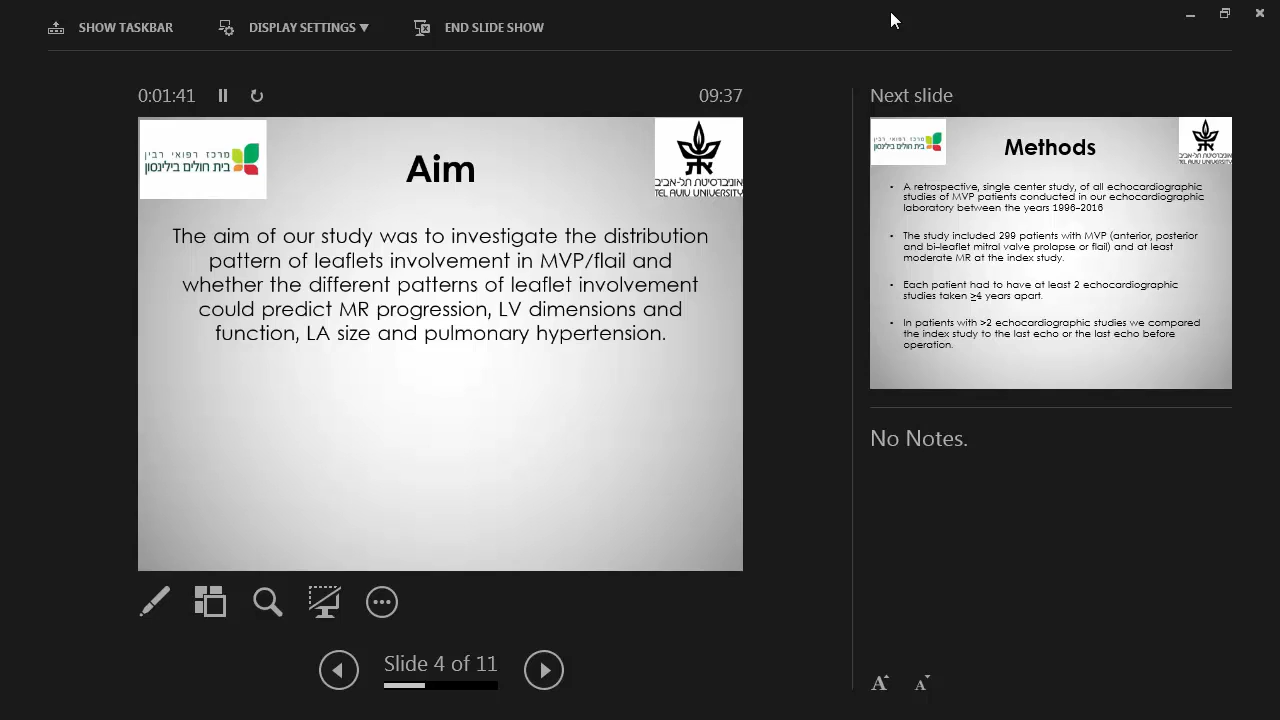 SHOW TASKBAR
DISPLAY SETTINGS
END SLIDE SHOW
0:01:41
09:37
מרכז רפואי רבין
בית חולים בילינסון
Aim
אוניברסיטת תל-אביב
TEL AVIV UNIVERSITY
The aim of our study was to investigate the distribution
pattern of leaflets involvement in MVP/flail and
whether the different patterns of leaflet involvement
could predict MR progression, LV dimensions and
function, LA size and pulmonary hypertension.
Slide 4 of 11
Next slide
מרכז רפואי רבין
בית חולים בילינסון
Methods
אוניברסיטת תל-אביב
TEL AVIV UNIVERSITY
• A retrospective, single center study, of all echocardiographic
studies of MVP patients conducted in our echocardiographic
laboratory between the years 1996-2016
• The study included 299 patients with MVP (anterior, posterior
and bi-leaflet mitral valve prolapse or flail) and at least
moderate MR at the index study.
• Each patient had to have at least 2 echocardiographic
studies taken ≥4 years apart.
• In patients with >2 echocardiographic studies we compared
the index study to the last echo or the last echo before
operation.
No Notes.
A A